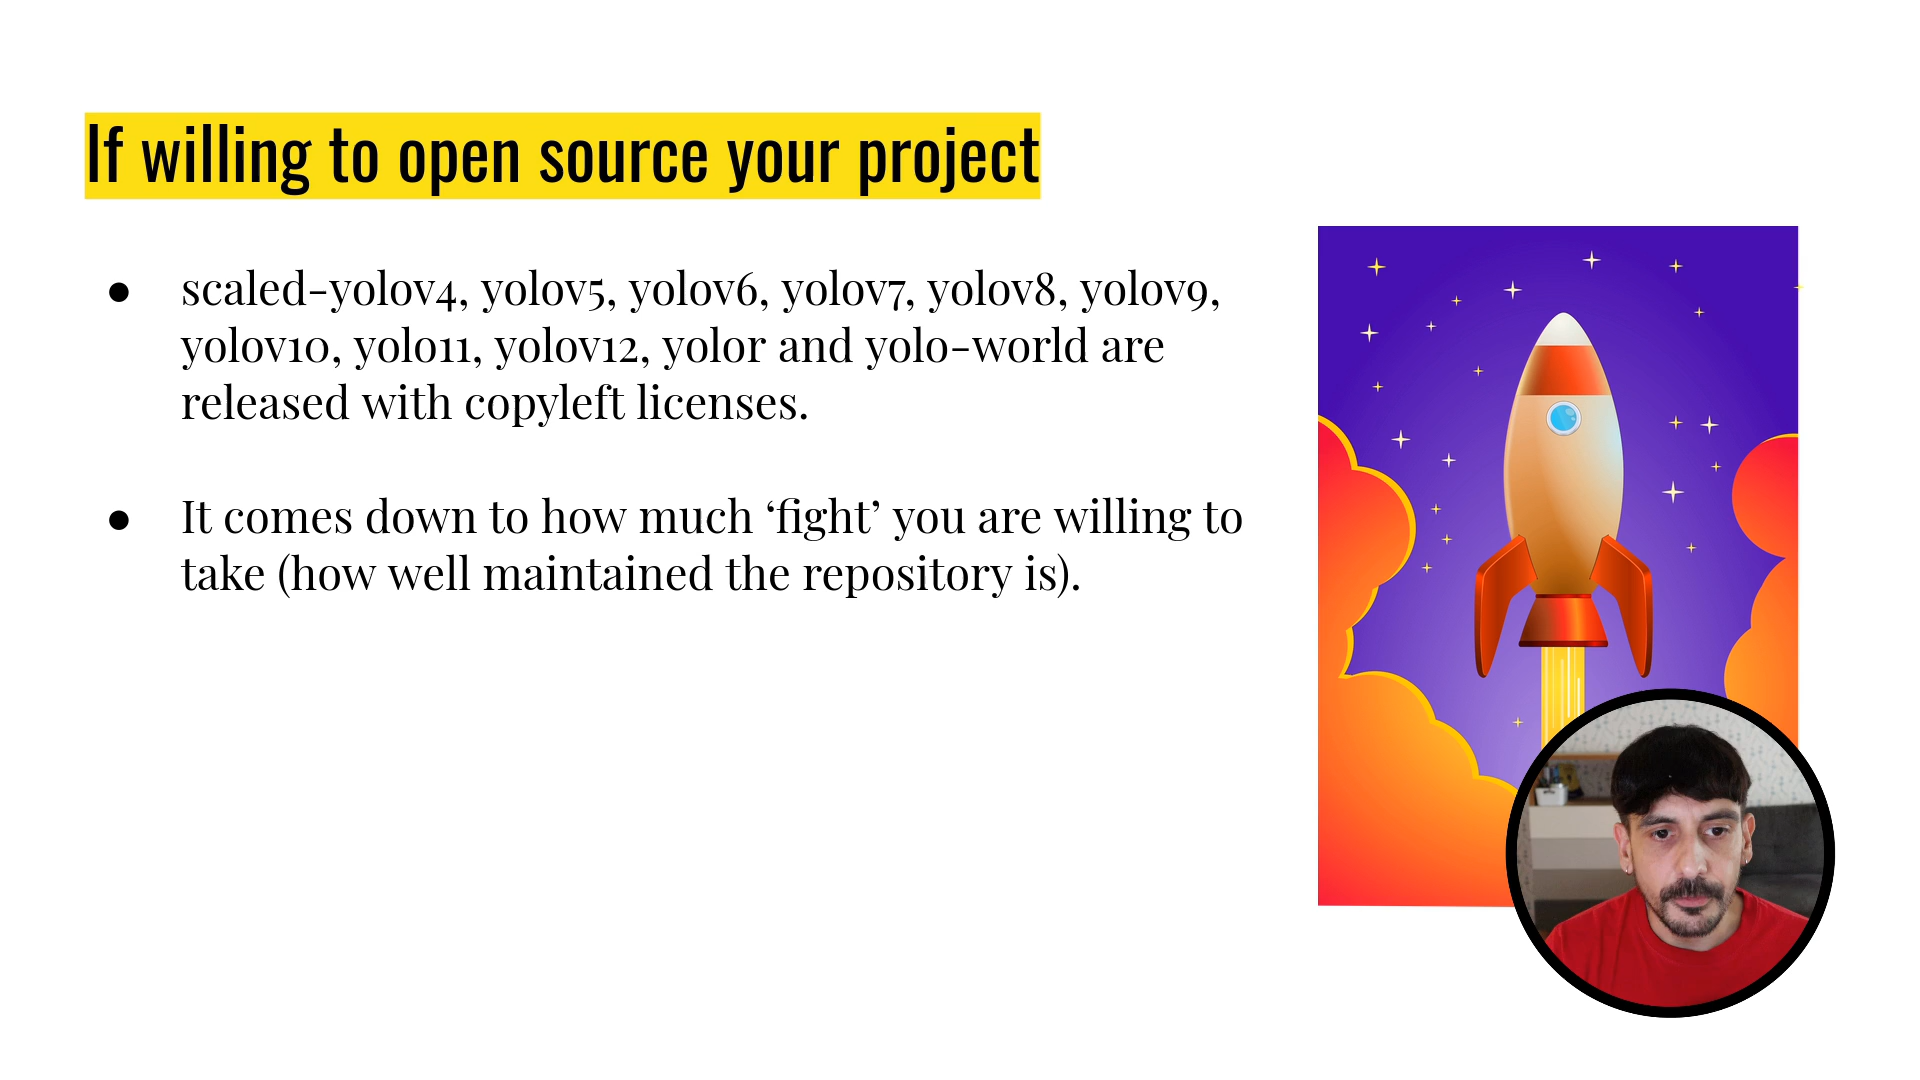 If willing to open source your project
● scaled-yolov4, yolov5, yolov6, yolov7, yolov8, yolov9,
yolov10, yolo11, yolov12, yolor and yolo-world are
released with copyleft licenses.
● It comes down to how much ‘fight’ you are willing to
take (how well maintained the repository is).